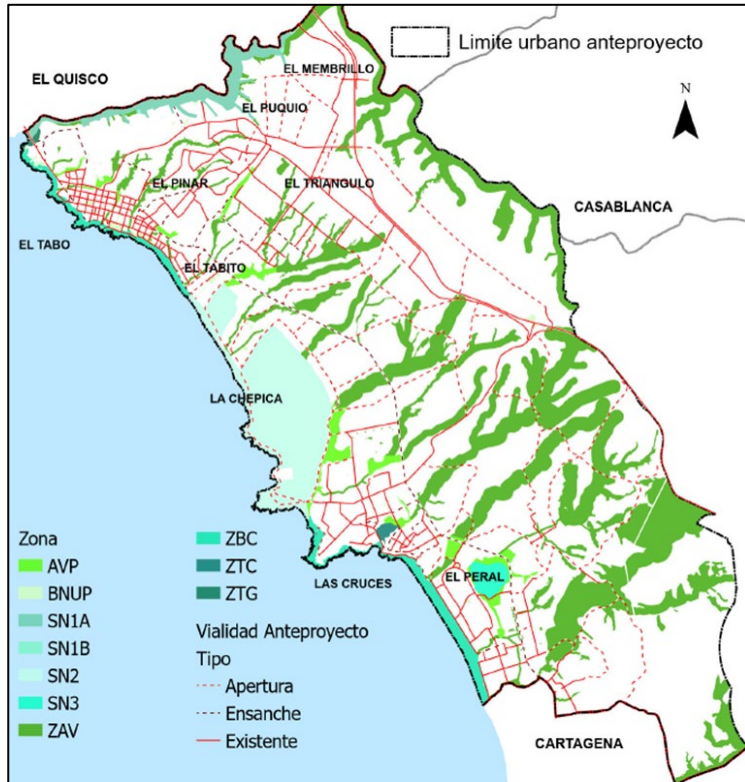 Limite urbano anteproyecto
EL MEMBRILLO
EL QUISCO
N
EL PUQUIO
EL PINAR
EL TRIANGULO
CASABLANCA
EL TABO
EL TABITO
LA CHEPICA
LAS CRUCES
EL PERAL
CARTAGENA
Zona
AVP
BNUP
SN1A
SN1B
SN2
SN3
ZAV
ZBC
ZTC
ZTG
Vialidad Anteproyecto
Tipo
Apertura
Ensanche
Existente